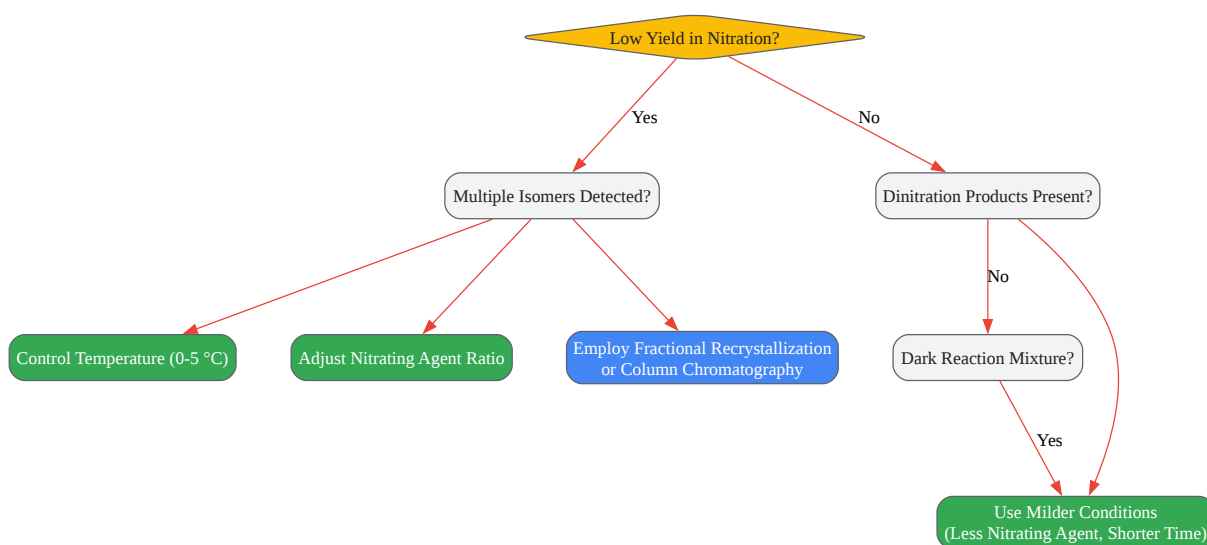 Low Yield in Nitration?
Yes
No
Multiple Isomers Detected?
Dinitration Products Present?
No
Control Temperature (0-5 °C)
Adjust Nitrating Agent Ratio
Employ Fractional Recrystallization
or Column Chromatography
Dark Reaction Mixture?
Yes
Use Milder Conditions
(Less Nitrating Agent, Shorter Time)